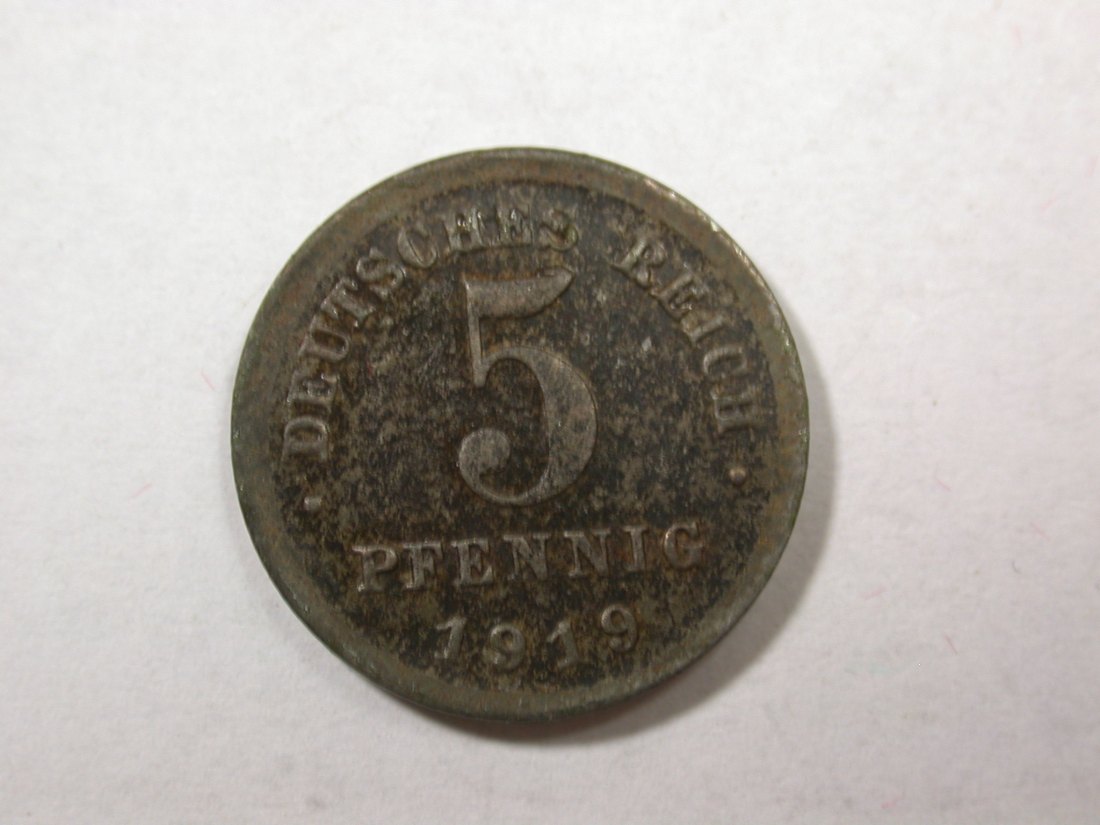 · DEUTSCHES REICH ·
5
PFENNIG
1919